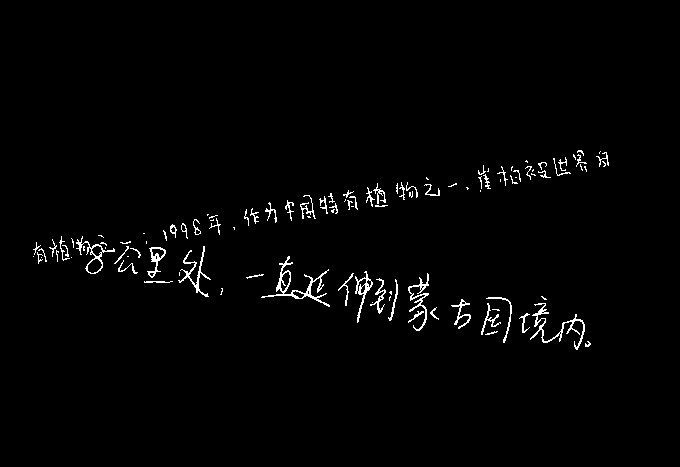 有植物之一：1998年，作为中国特有植物之一，崖柏被世界自
8公里处，一直延伸到蒙古国境内。